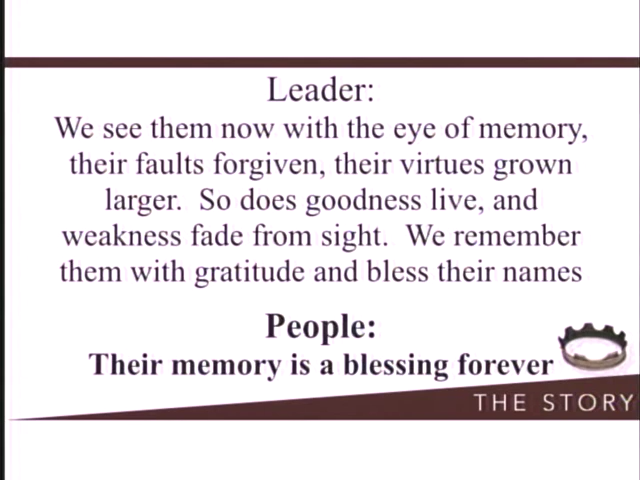 Leader:
We see them now with the eye of memory,
their faults forgiven, their virtues grown
larger.  So does goodness live, and
weakness fade from sight.  We remember
them with gratitude and bless their names
People:
Their memory is a blessing forever
THE STORY